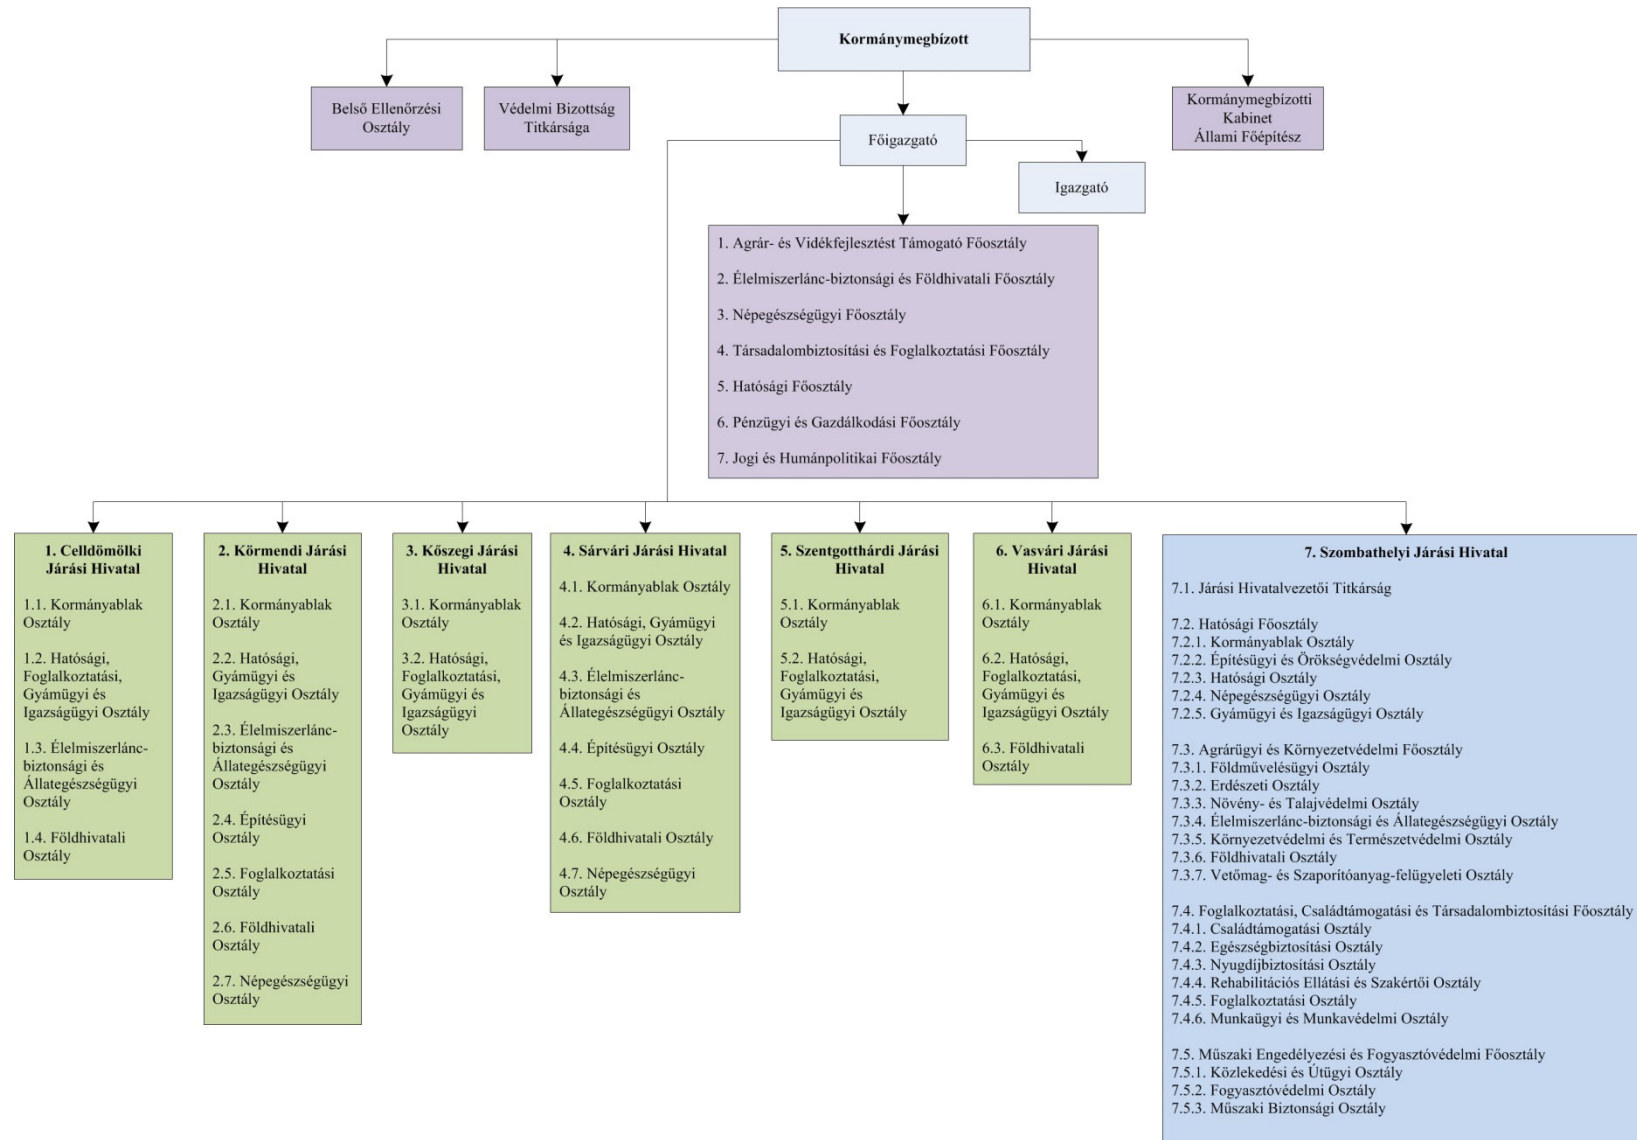 Kormánymegbízott
Belső Ellenőrzési
Osztály
Védelmi Bizottság
Titkársága
Kormánymegbízotti
Kabinet
Állami Főépítész
Főigazgató
Igazgató
1. Agrár- és Vidékfejlesztést Támogató Főosztály
2. Élelmiszerlánc-biztonsági és Földhivatali Főosztály
3. Népegészségügyi Főosztály
4. Társadalombiztosítási és Foglalkoztatási Főosztály
5. Hatósági Főosztály
6. Pénzügyi és Gazdálkodási Főosztály
7. Jogi és Humánpolitikai Főosztály
1. Celldömölki
Járási Hivatal
1.1. Kormányablak
Osztály
1.2. Hatósági,
Foglalkoztatási,
Gyámügyi és
Igazságügyi Osztály
1.3. Élelmiszerlánc-
biztonsági és
Állategészségügyi
Osztály
1.4. Földhivatali
Osztály
2. Körmendi Járási
Hivatal
2.1. Kormányablak
Osztály
2.2. Hatósági,
Gyámügyi és
Igazságügyi Osztály
2.3. Élelmiszerlánc-
biztonsági és
Állategészségügyi
Osztály
2.4. Építésügyi
Osztály
2.5. Foglalkoztatási
Osztály
2.6. Földhivatali
Osztály
2.7. Népegészségügyi
Osztály
3. Kőszegi Járási
Hivatal
3.1. Kormányablak
Osztály
3.2. Hatósági,
Foglalkoztatási,
Gyámügyi és
Igazságügyi
Osztály
4. Sárvári Járási Hivatal
4.1. Kormányablak Osztály
4.2. Hatósági, Gyámügyi
és Igazságügyi Osztály
4.3. Élelmiszerlánc-
biztonsági és
Állategészségügyi Osztály
4.4. Építésügyi Osztály
4.5. Foglalkoztatási
Osztály
4.6. Földhivatali Osztály
4.7. Népegészségügyi
Osztály
5. Szentgotthárdi Járási
Hivatal
5.1. Kormányablak
Osztály
5.2. Hatósági,
Foglalkoztatási,
Gyámügyi és
Igazságügyi Osztály
6. Vasvári Járási
Hivatal
6.1. Kormányablak
Osztály
6.2. Hatósági,
Foglalkoztatási,
Gyámügyi és
Igazságügyi Osztály
6.3. Földhivatali
Osztály
7. Szombathelyi Járási Hivatal
7.1. Járási Hivatalvezetői Titkárság
7.2. Hatósági Főosztály
7.2.1. Kormányablak Osztály
7.2.2. Építésügyi és Örökségvédelmi Osztály
7.2.3. Hatósági Osztály
7.2.4. Népegészségügyi Osztály
7.2.5. Gyámügyi és Igazságügyi Osztály
7.3. Agrárügyi és Környezetvédelmi Főosztály
7.3.1. Földművelésügyi Osztály
7.3.2. Erdészeti Osztály
7.3.3. Növény- és Talajvédelmi Osztály
7.3.4. Élelmiszerlánc-biztonsági és Állategészségügyi Osztály
7.3.5. Környezetvédelmi és Természetvédelmi Osztály
7.3.6. Földhivatali Osztály
7.3.7. Vetőmag- és Szaporítóanyag-felügyeleti Osztály
7.4. Foglalkoztatási, Családtámogatási és Társadalombiztosítási Főosztály
7.4.1. Családtámogatási Osztály
7.4.2. Egészségbiztosítási Osztály
7.4.3. Nyugdíjbiztosítási Osztály
7.4.4. Rehabilitációs Ellátási és Szakértői Osztály
7.4.5. Foglalkoztatási Osztály
7.4.6. Munkaügyi és Munkavédelmi Osztály
7.5. Műszaki Engedélyezési és Fogyasztóvédelmi Főosztály
7.5.1. Közlekedési és Útügyi Osztály
7.5.2. Fogyasztóvédelmi Osztály
7.5.3. Műszaki Biztonsági Osztály